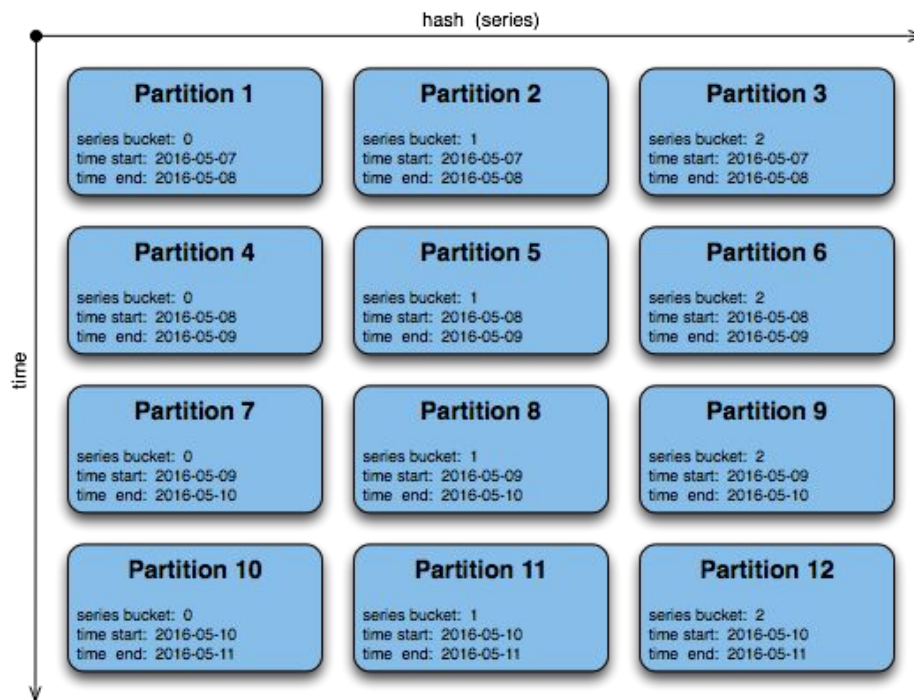 hash (series)
time
Partition 1
series bucket: 0
time start: 2016-05-07
time end: 2016-05-08
Partition 2
series bucket: 1
time start: 2016-05-07
time end: 2016-05-08
Partition 3
series bucket: 2
time start: 2016-05-07
time end: 2016-05-08
Partition 4
series bucket: 0
time start: 2016-05-08
time end: 2016-05-09
Partition 5
series bucket: 1
time start: 2016-05-08
time end: 2016-05-09
Partition 6
series bucket: 2
time start: 2016-05-08
time end: 2016-05-09
Partition 7
series bucket: 0
time start: 2016-05-09
time end: 2016-05-10
Partition 8
series bucket: 1
time start: 2016-05-09
time end: 2016-05-10
Partition 9
series bucket: 2
time start: 2016-05-09
time end: 2016-05-10
Partition 10
series bucket: 0
time start: 2016-05-10
time end: 2016-05-11
Partition 11
series bucket: 1
time start: 2016-05-10
time end: 2016-05-11
Partition 12
series bucket: 2
time start: 2016-05-10
time end: 2016-05-11